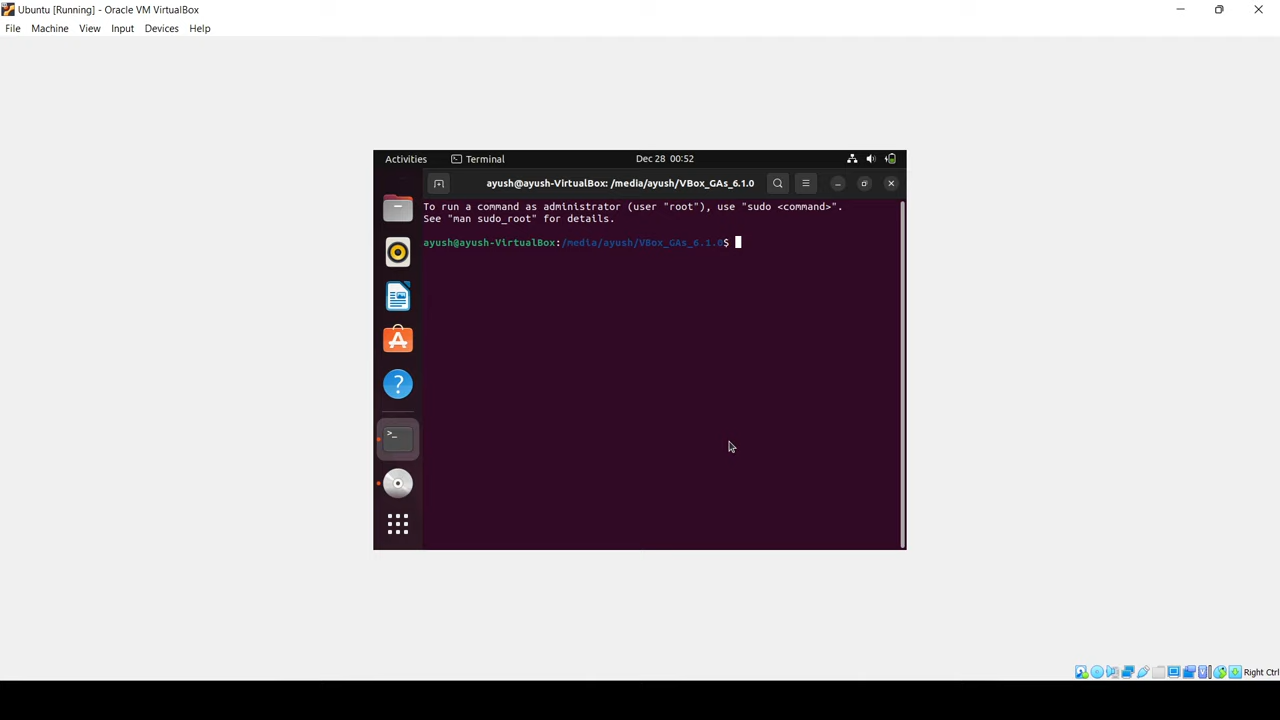 Ubuntu [Running] - Oracle VM VirtualBox
File Machine View Input Devices Help
Activities Terminal Dec 28 00:52
ayush@ayush-VirtualBox: /media/ayush/VBox_GAs_6.1.0
To run a command as administrator (user "root"), use "sudo <command>".
See "man sudo_root" for details.
ayush@ayush-VirtualBox:/media/ayush/VBox_GAs_6.1.0$
Right Ctrl